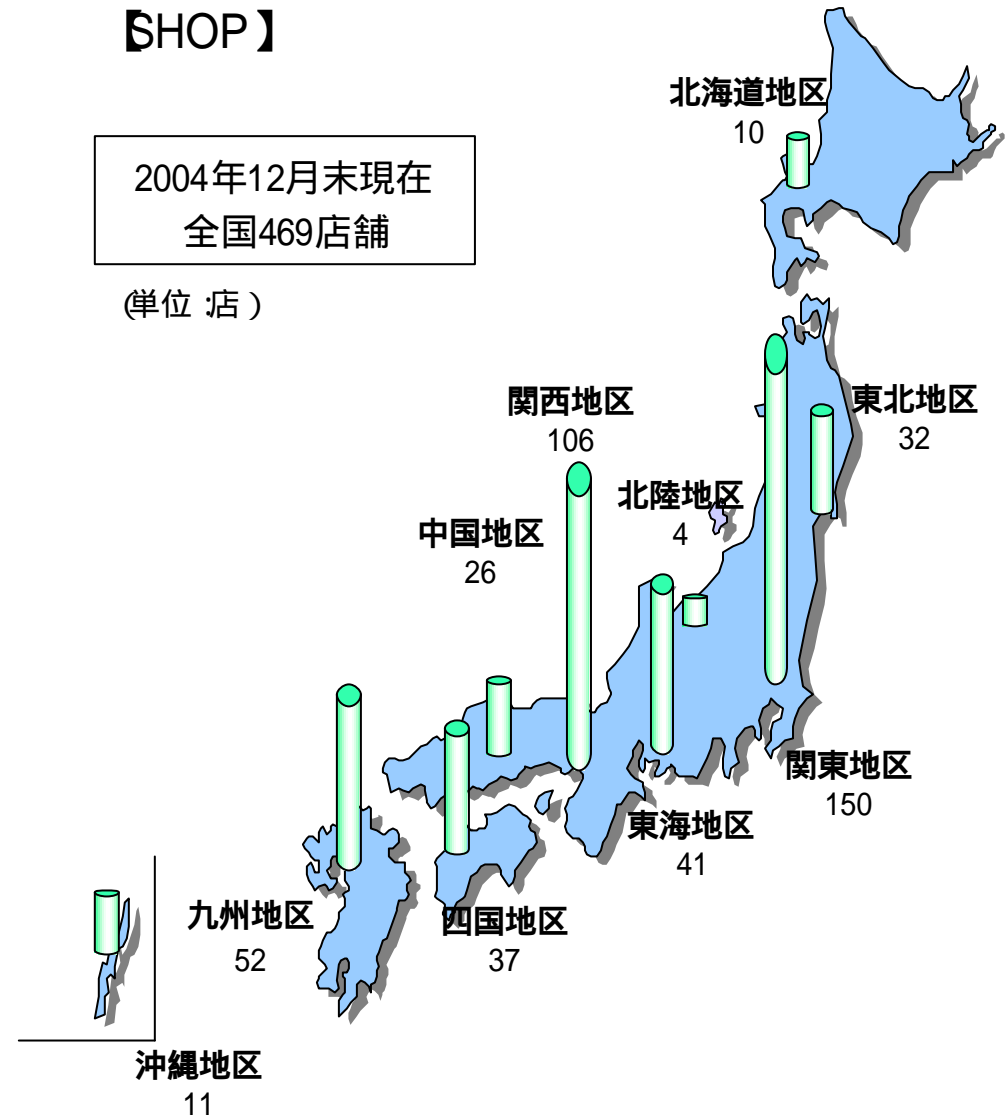 【SHOP】
2004年12月末現在
全国469店舗
(単位:店)
北海道地区
10
東北地区
32
関西地区
106
北陸地区
4
中国地区
26
関東地区
150
東海地区
41
九州地区
52
四国地区
37
沖縄地区
11